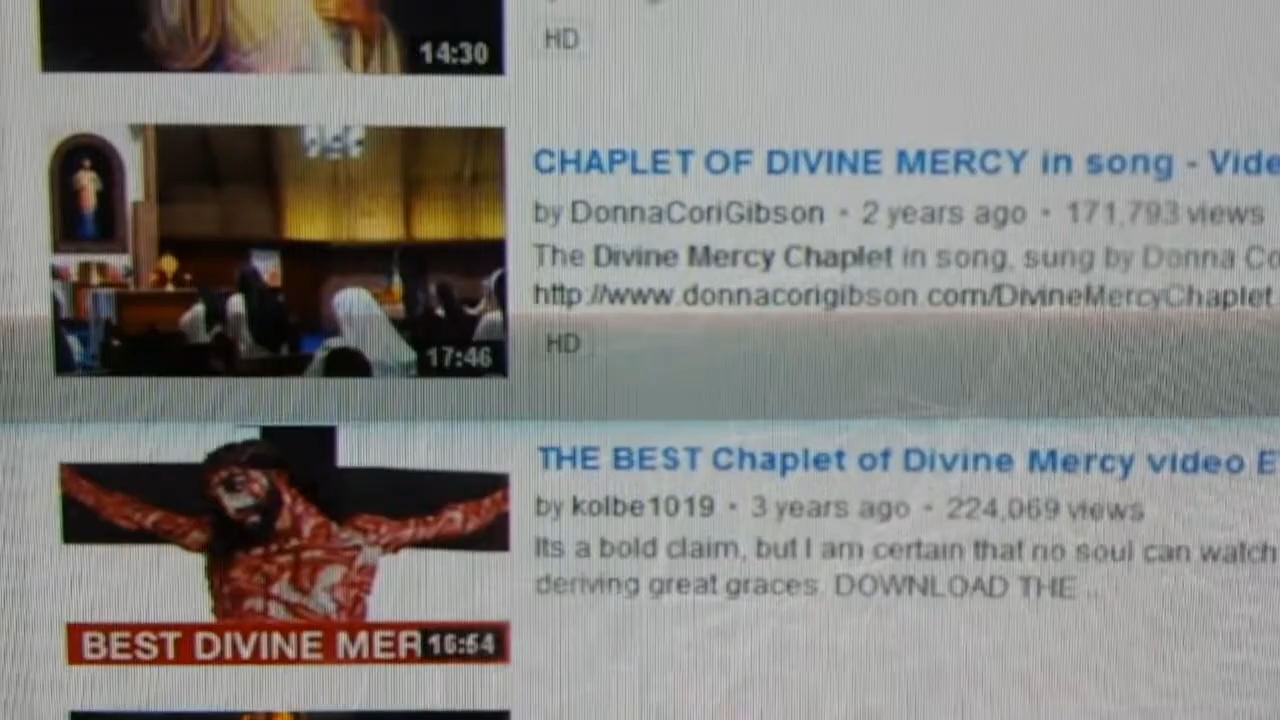 14:30
HD
CHAPLET OF DIVINE MERCY in song - Vide
by DonnaCoriGibson · 2 years ago · 171,793 views
The Divine Mercy Chaplet in song, sung by Donna Co
http://www.donnacorigibson.com/DivineMercyChaplet
17:46
HD
THE BEST Chaplet of Divine Mercy video E
by kolbe1019 · 3 years ago · 224,069 views
Its a bold claim, but I am certain that no soul can watch
deriving great graces. DOWNLOAD THE ...
BEST DIVINE MER 16:54